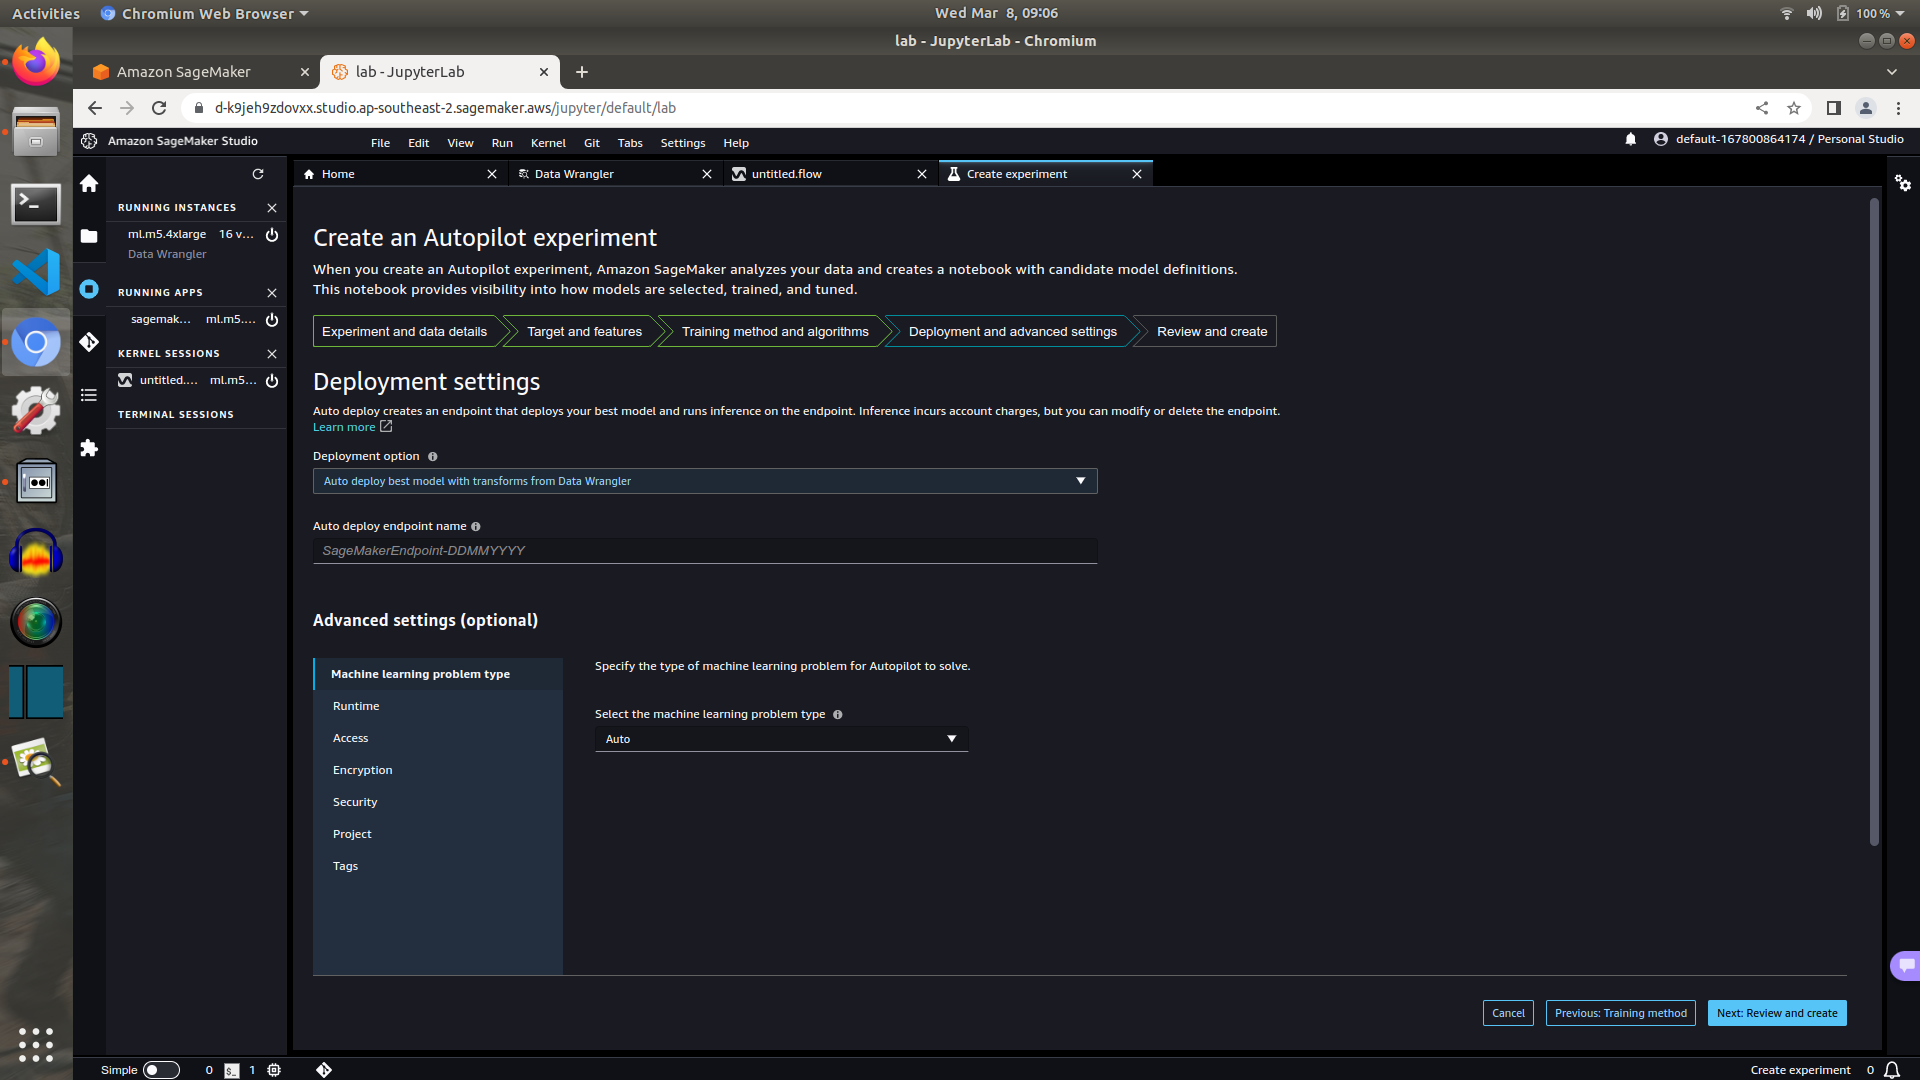 Activities
Chromium Web Browser
Wed Mar 8, 09:06
100 %
lab - JupyterLab - Chromium
Amazon SageMaker
lab - JupyterLab
d-k9jeh9zdovxx.studio.ap-southeast-2.sagemaker.aws/jupyter/default/lab
Amazon SageMaker Studio
File Edit View Run Kernel Git Tabs Settings Help
default-167800864174 / Personal Studio
Home
Data Wrangler
untitled.flow
Create experiment
RUNNING INSTANCES
ml.m5.4xlarge 16 v...
Data Wrangler
RUNNING APPS
sagemak... ml.m5....
KERNEL SESSIONS
untitled.... ml.m5...
TERMINAL SESSIONS
Create an Autopilot experiment
When you create an Autopilot experiment, Amazon SageMaker analyzes your data and creates a notebook with candidate model definitions.
This notebook provides visibility into how models are selected, trained, and tuned.
Experiment and data details
Target and features
Training method and algorithms
Deployment and advanced settings
Review and create
Deployment settings
Auto deploy creates an endpoint that deploys your best model and runs inference on the endpoint. Inference incurs account charges, but you can modify or delete the endpoint.
Learn more
Deployment option
Auto deploy best model with transforms from Data Wrangler
Auto deploy endpoint name
SageMakerEndpoint-DDMMYYYY
Advanced settings (optional)
Machine learning problem type
Runtime
Access
Encryption
Security
Project
Tags
Specify the type of machine learning problem for Autopilot to solve.
Select the machine learning problem type
Auto
Cancel
Previous: Training method
Next: Review and create
Simple
0
1
Create experiment
0